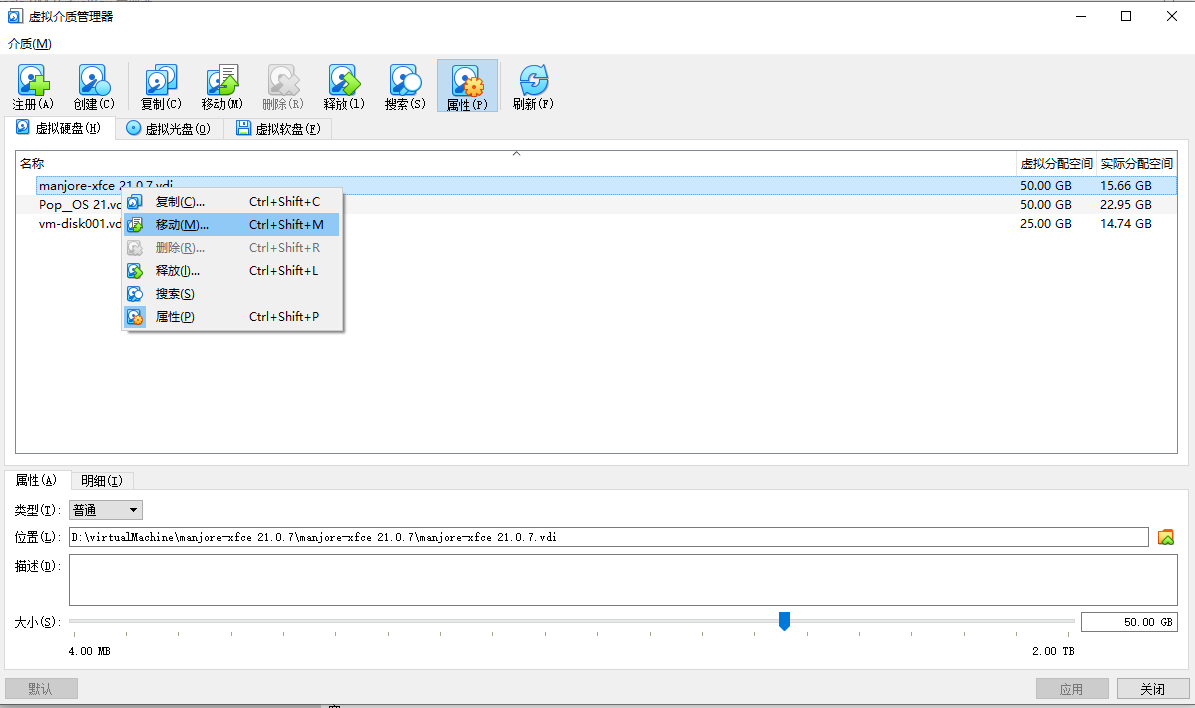 虚拟介质管理器
介质(M)
注册(A) 创建(C) 复制(C) 移动(M) 删除(R) 释放(l) 搜索(S) 属性(P) 刷新(F)
虚拟硬盘(H) 虚拟光盘(O) 虚拟软盘(F)
名称 虚拟分配空间 实际分配空间
manjore-xfce 21.0.7.vdi 50.00 GB 15.66 GB
Pop__OS 21.vd 50.00 GB 22.95 GB
vm-disk001.vd 25.00 GB 14.74 GB
复制(C)... Ctrl+Shift+C
移动(M)... Ctrl+Shift+M
删除(R)... Ctrl+Shift+R
释放(l)... Ctrl+Shift+L
搜索(S)
属性(P) Ctrl+Shift+P
属性(A) 明细(I)
类型(T): 普通
位置(L): D:\virtualMachine\manjore-xfce 21.0.7\manjore-xfce 21.0.7\manjore-xfce 21.0.7.vdi
描述(D):
大小(S): 50.00 GB
4.00 MB 2.00 TB
默认 应用 关闭